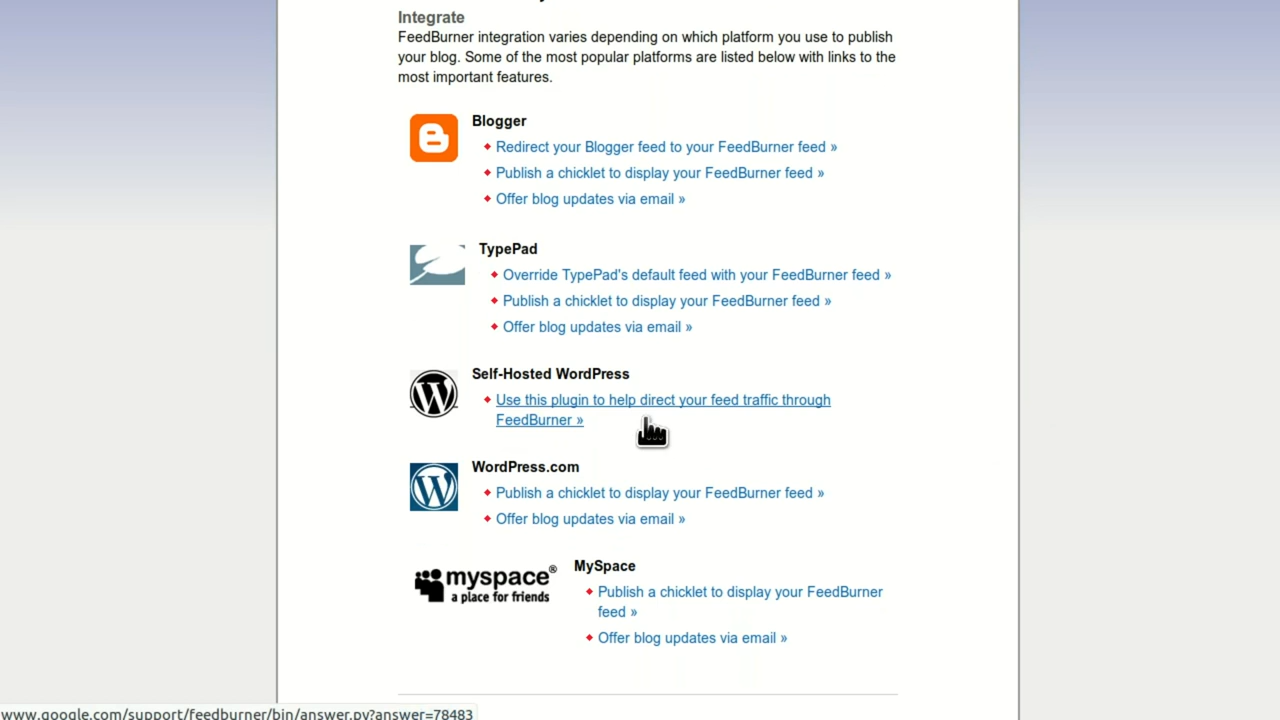 Integrate
FeedBurner integration varies depending on which platform you use to publish
your blog. Some of the most popular platforms are listed below with links to the
most important features.
Blogger
Redirect your Blogger feed to your FeedBurner feed »
Publish a chicklet to display your FeedBurner feed »
Offer blog updates via email »
TypePad
Override TypePad's default feed with your FeedBurner feed »
Publish a chicklet to display your FeedBurner feed »
Offer blog updates via email »
Self-Hosted WordPress
Use this plugin to help direct your feed traffic through
FeedBurner »
WordPress.com
Publish a chicklet to display your FeedBurner feed »
Offer blog updates via email »
myspace®
a place for friends
MySpace
Publish a chicklet to display your FeedBurner
feed »
Offer blog updates via email »
www.google.com/support/feedburner/bin/answer.py?answer=78483